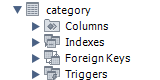 category
Columns
Indexes
Foreign Keys
Triggers